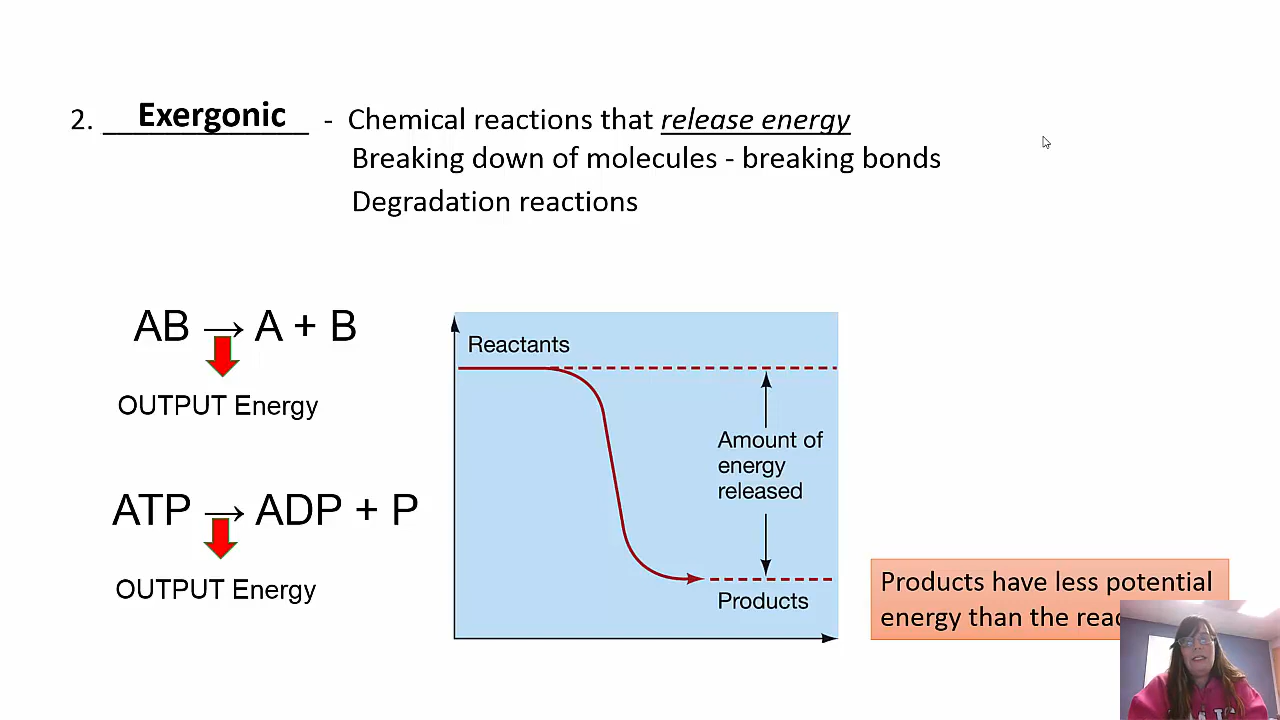 2. Exergonic - Chemical reactions that release energy
Breaking down of molecules - breaking bonds
Degradation reactions
AB → A + B
OUTPUT Energy
ATP → ADP + P
OUTPUT Energy
Reactants
Amount of
energy
released
Products
Products have less potential
energy than the